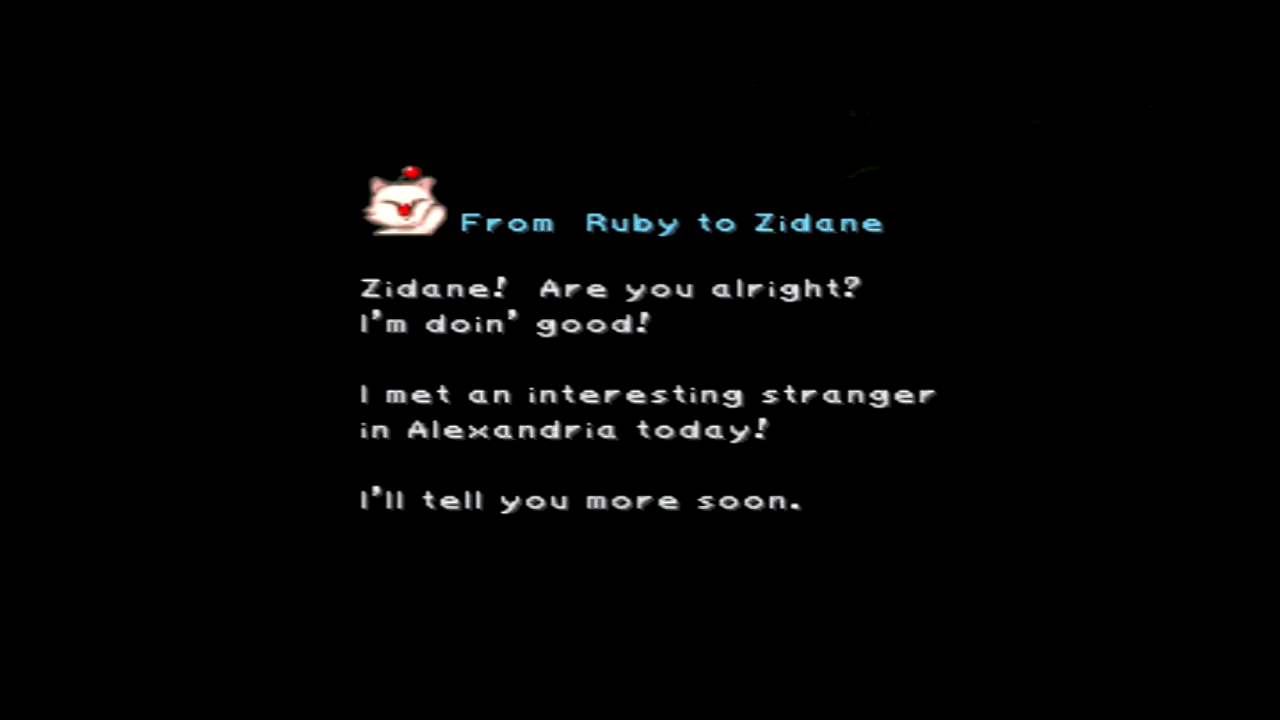 From Ruby to Zidane
Zidane! Are you alright?
I'm doin' good!
I met an interesting stranger
in Alexandria today!
I'll tell you more soon.